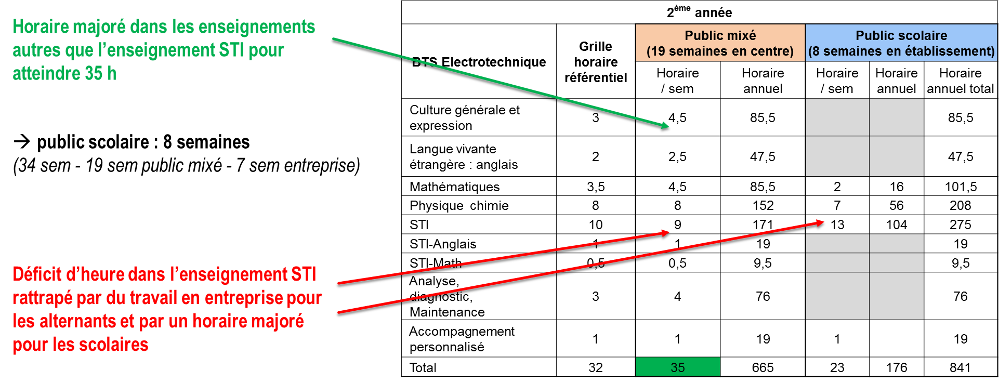 Horaire majoré dans les enseignements
autres que l’enseignement STI pour
atteindre 35 h
→ public scolaire : 8 semaines
(34 sem - 19 sem public mixé - 7 sem entreprise)
Déficit d’heure dans l’enseignement STI
rattrapé par du travail en entreprise pour
les alternants et par un horaire majoré
pour les scolaires
2ème année
BTS Electrotechnique
Grille
horaire
référentiel
Public mixé
(19 semaines en centre)
Public scolaire
(8 semaines en établissement)
Horaire
/ sem
Horaire
annuel
Horaire
/ sem
Horaire
annuel
Horaire
annuel total
Culture générale et
expression
3 4,5 85,5 85,5
Langue vivante
étrangère : anglais
2 2,5 47,5 47,5
Mathématiques 3,5 4,5 85,5 2 16 101,5
Physique chimie 8 8 152 7 56 208
STI 10 9 171 13 104 275
STI-Anglais 1 1 19 19
STI-Math 0,5 0,5 9,5 9,5
Analyse,
diagnostic,
Maintenance
3 4 76 76
Accompagnement
personnalisé
1 1 19 1 19
Total 32 35 665 23 176 841